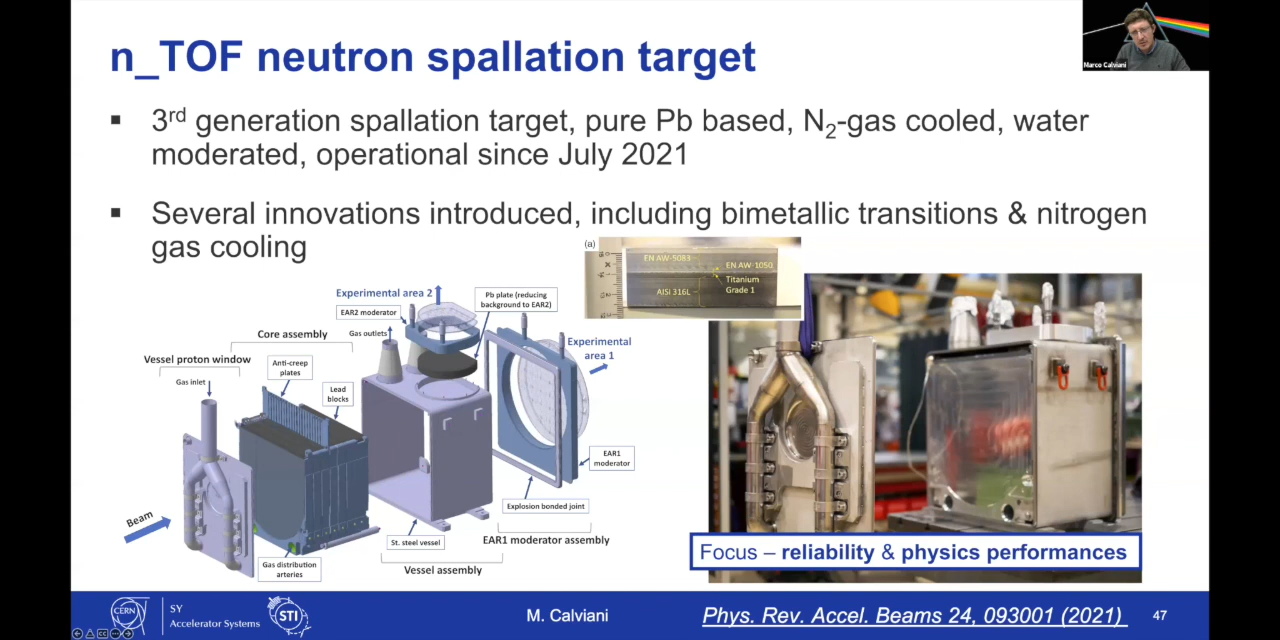 n_TOF neutron spallation target
Marco Calviani
▪ 3rd generation spallation target, pure Pb based, N2-gas cooled, water
moderated, operational since July 2021
▪ Several innovations introduced, including bimetallic transitions & nitrogen
gas cooling
(a)
EN AW-5083
EN AW-1050
Titanium
Grade 1
AISI 316L
Experimental area 2
Pb plate (reducing
background to EAR2)
EAR2 moderator
Gas outlets
Core assembly
Experimental
area 1
Vessel proton window
Anti-creep
plates
Gas inlet
Lead
blocks
EAR1
moderator
Explosion bonded joint
Beam
St. steel vessel
EAR1 moderator assembly
Gas distribution
arteries
Vessel assembly
Focus – reliability & physics performances
CERN
SY
Accelerator Systems
STI
M. Calviani
Phys. Rev. Accel. Beams 24, 093001 (2021)
47